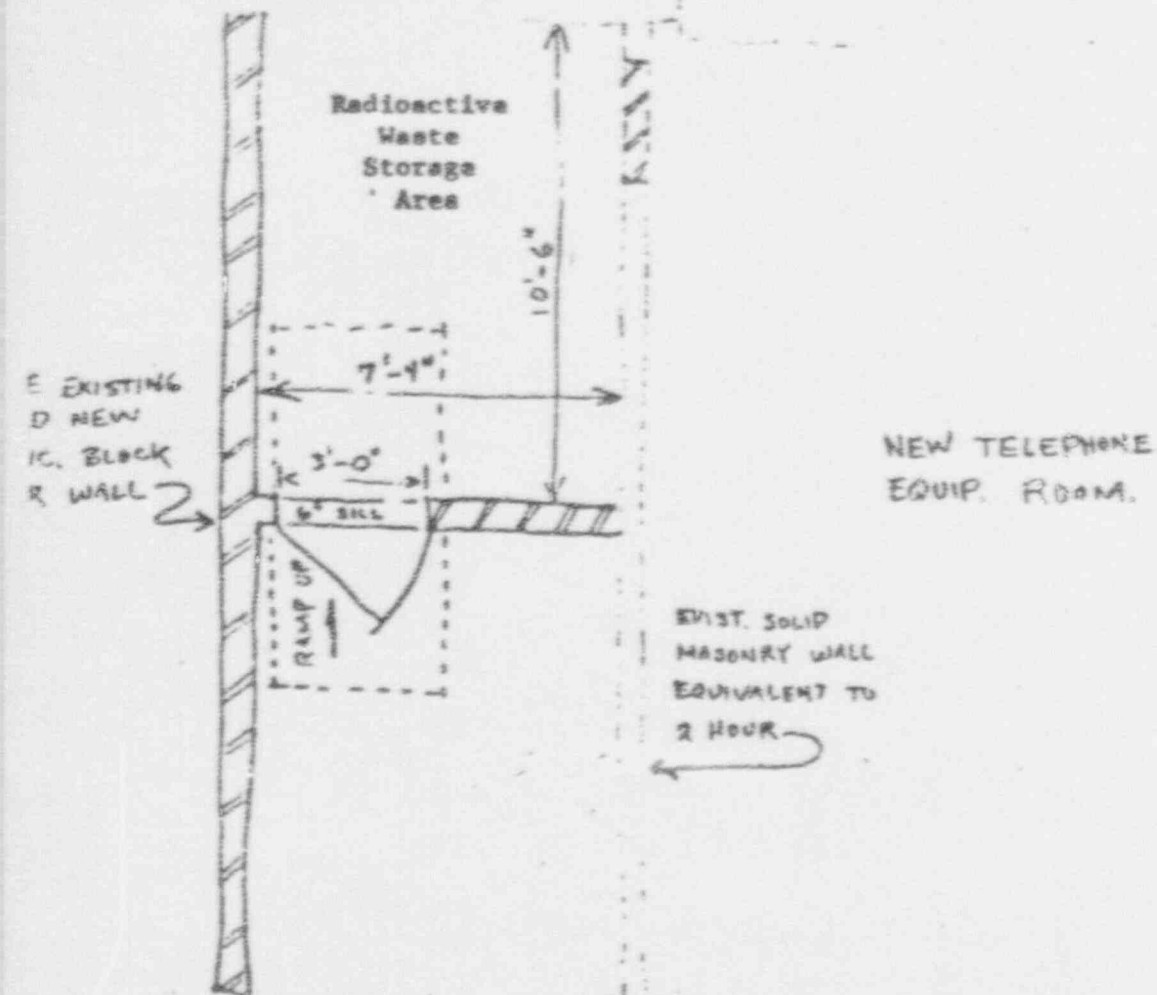 Radioactive
Waste
Storage
Area
10'-6"
7'-4"
E EXISTING
D NEW
IC. BLOCK
R WALL
3'-0"
6" SILL
RAMP UP
NEW TELEPHONE
EQUIP. ROOM.
EXIST. SOLID
MASONRY WALL
EQUIVALENT TO
2 HOUR